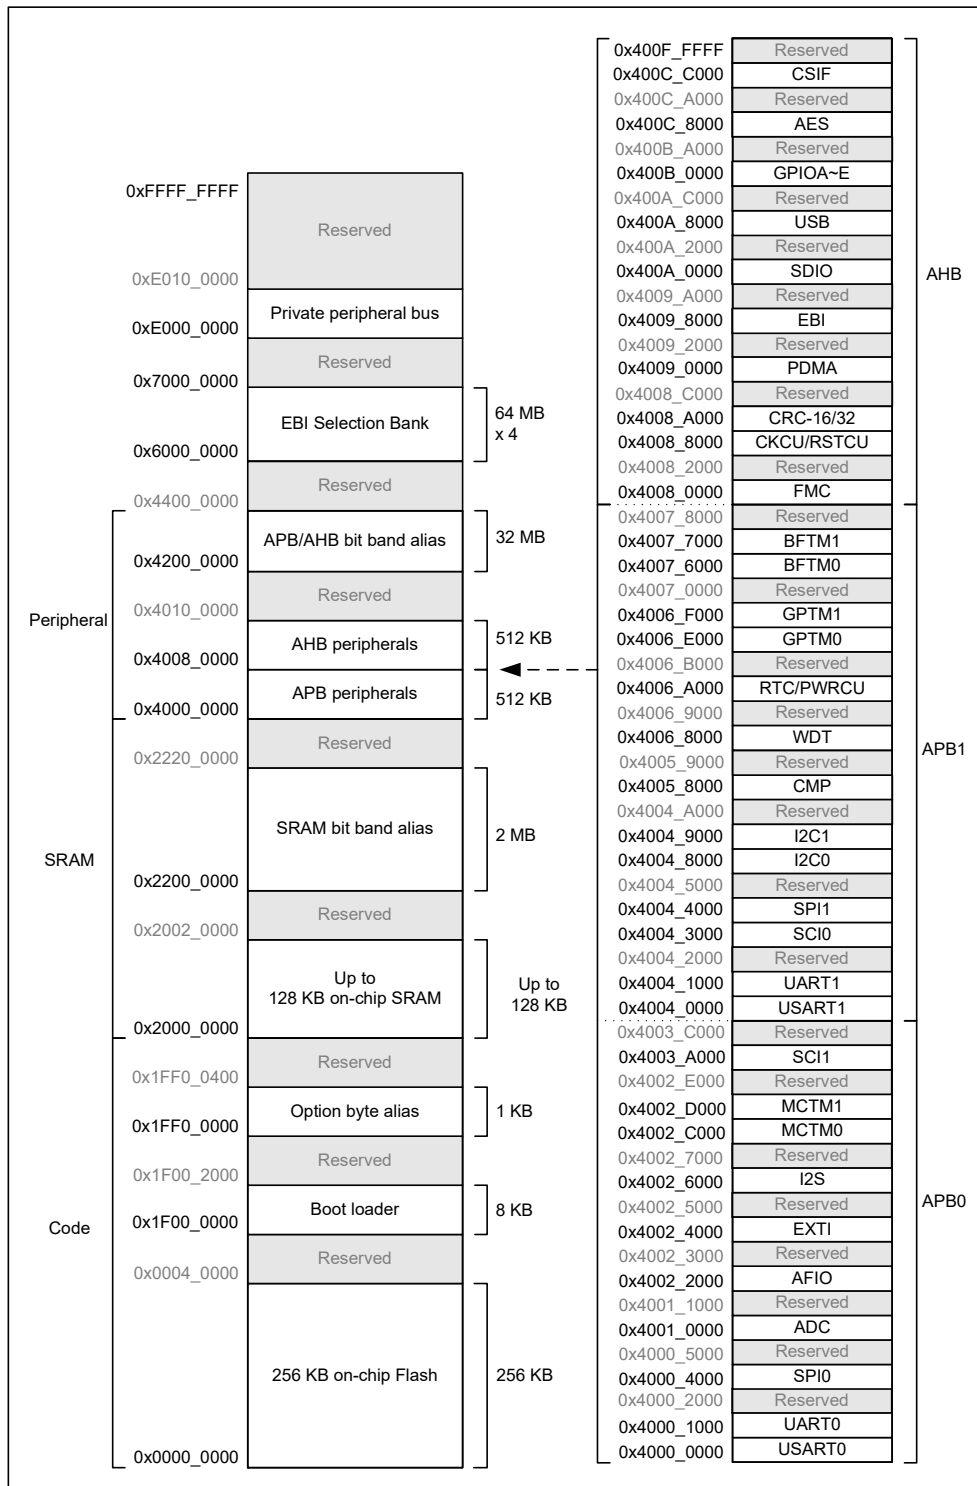 0xFFFF_FFFF
Reserved
0xE010_0000
Private peripheral bus
0xE000_0000
Reserved
0x7000_0000
EBI Selection Bank
64 MB
x 4
0x6000_0000
Reserved
0x4400_0000
APB/AHB bit band alias
32 MB
0x4200_0000
Reserved
0x4010_0000
Peripheral
AHB peripherals
512 KB
0x4008_0000
APB peripherals
512 KB
0x4000_0000
Reserved
0x2220_0000
SRAM bit band alias
2 MB
SRAM
0x2200_0000
Reserved
0x2002_0000
Up to
128 KB on-chip SRAM
Up to
128 KB
0x2000_0000
Reserved
0x1FF0_0400
Option byte alias
1 KB
0x1FF0_0000
Reserved
0x1F00_2000
Boot loader
8 KB
0x1F00_0000
Code
Reserved
0x0004_0000
256 KB on-chip Flash
256 KB
0x0000_0000
0x400F_FFFF Reserved
0x400C_C000 CSIF
0x400C_A000 Reserved
0x400C_8000 AES
0x400B_A000 Reserved
0x400B_0000 GPIOA~E
0x400A_C000 Reserved
0x400A_8000 USB
0x400A_2000 Reserved
0x400A_0000 SDIO
AHB
0x4009_A000 Reserved
0x4009_8000 EBI
0x4009_2000 Reserved
0x4009_0000 PDMA
0x4008_C000 Reserved
0x4008_A000 CRC-16/32
0x4008_8000 CKCU/RSTCU
0x4008_2000 Reserved
0x4008_0000 FMC
0x4007_8000 Reserved
0x4007_7000 BFTM1
0x4007_6000 BFTM0
0x4007_0000 Reserved
0x4006_F000 GPTM1
0x4006_E000 GPTM0
0x4006_B000 Reserved
0x4006_A000 RTC/PWRCU
0x4006_9000 Reserved
0x4006_8000 WDT
APB1
0x4005_9000 Reserved
0x4005_8000 CMP
0x4004_A000 Reserved
0x4004_9000 I2C1
0x4004_8000 I2C0
0x4004_5000 Reserved
0x4004_4000 SPI1
0x4004_3000 SCI0
0x4004_2000 Reserved
0x4004_1000 UART1
0x4004_0000 USART1
0x4003_C000 Reserved
0x4003_A000 SCI1
0x4002_E000 Reserved
0x4002_D000 MCTM1
0x4002_C000 MCTM0
0x4002_7000 Reserved
0x4002_6000 I2S
APB0
0x4002_5000 Reserved
0x4002_4000 EXTI
0x4002_3000 Reserved
0x4002_2000 AFIO
0x4001_1000 Reserved
0x4001_0000 ADC
0x4000_5000 Reserved
0x4000_4000 SPI0
0x4000_2000 Reserved
0x4000_1000 UART0
0x4000_0000 USART0